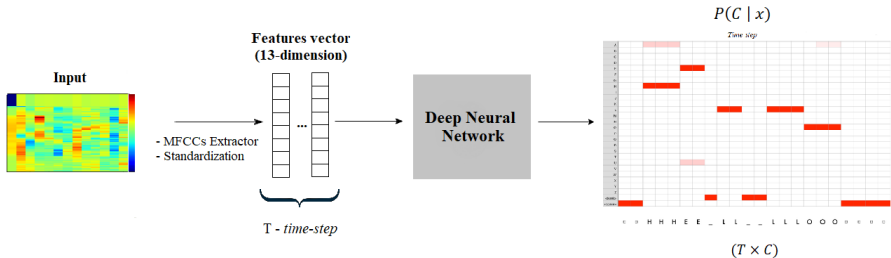 Input
- MFCCs Extractor
- Standardization
Features vector
(13-dimension)
...
T - time-step
Deep Neural
Network
P(C | x)
Time step
H H H E E _ L L _ _ L L L O O O
(T × C)